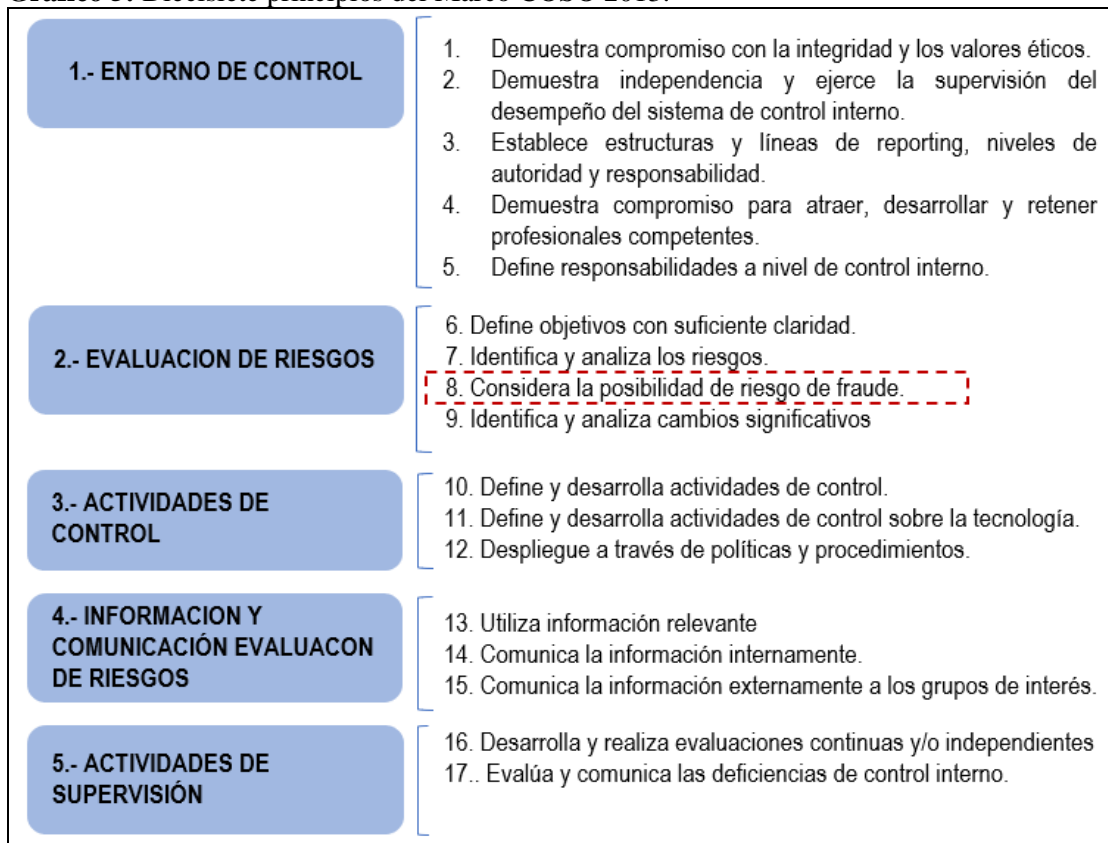 1.- ENTORNO DE CONTROL
1. Demuestra compromiso con la integridad y los valores éticos.
2. Demuestra independencia y ejerce la supervisión del
desempeño del sistema de control interno.
3. Establece estructuras y líneas de reporting, niveles de
autoridad y responsabilidad.
4. Demuestra compromiso para atraer, desarrollar y retener
profesionales competentes.
5. Define responsabilidades a nivel de control interno.
2.- EVALUACION DE RIESGOS
6. Define objetivos con suficiente claridad.
7. Identifica y analiza los riesgos.
8. Considera la posibilidad de riesgo de fraude.
9. Identifica y analiza cambios significativos
3.- ACTIVIDADES DE
CONTROL
10. Define y desarrolla actividades de control.
11. Define y desarrolla actividades de control sobre la tecnología.
12. Despliegue a través de políticas y procedimientos.
4.- INFORMACION Y
COMUNICACIÓN EVALUACON
DE RIESGOS
13. Utiliza información relevante
14. Comunica la información internamente.
15. Comunica la información externamente a los grupos de interés.
5.- ACTIVIDADES DE
SUPERVISIÓN
16. Desarrolla y realiza evaluaciones continuas y/o independientes
17.. Evalúa y comunica las deficiencias de control interno.